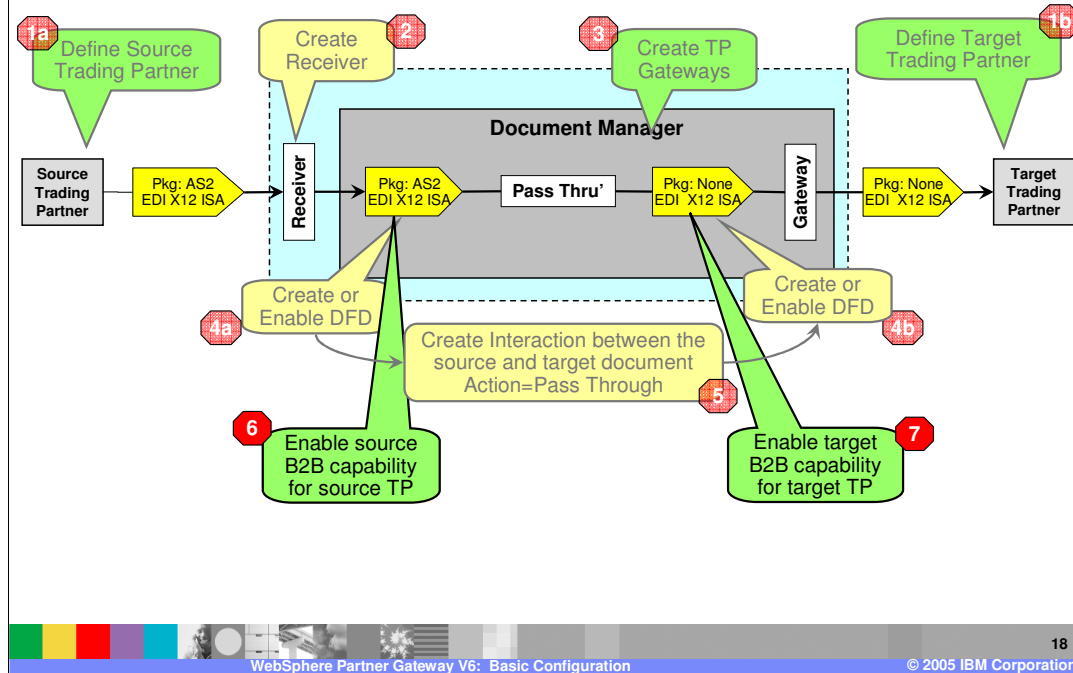 1a
Define Source
Trading Partner
Create
Receiver
2
3
Create TP
Gateways
Define Target
Trading Partner
1b
Document Manager
Source
Trading
Partner
Pkg: AS2
EDI X12 ISA
Receiver
Pkg: AS2
EDI X12 ISA
Pass Thru'
Pkg: None
EDI X12 ISA
Gateway
Pkg: None
EDI X12 ISA
Target
Trading
Partner
Create or
Enable DFD
4a
Create or
Enable DFD
4b
Create Interaction between the
source and target document
Action=Pass Through
5
6
Enable source
B2B capability
for source TP
7
Enable target
B2B capability
for target TP
18
WebSphere Partner Gateway V6: Basic Configuration
© 2005 IBM Corporation